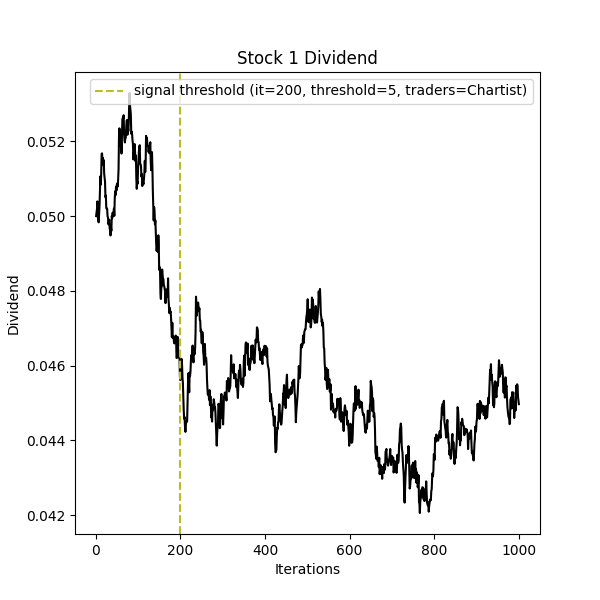 Stock 1 Dividend
signal threshold (it=200, threshold=5, traders=Chartist)
Dividend
0.052
0.050
0.048
0.046
0.044
0.042
0 200 400 600 800 1000
Iterations